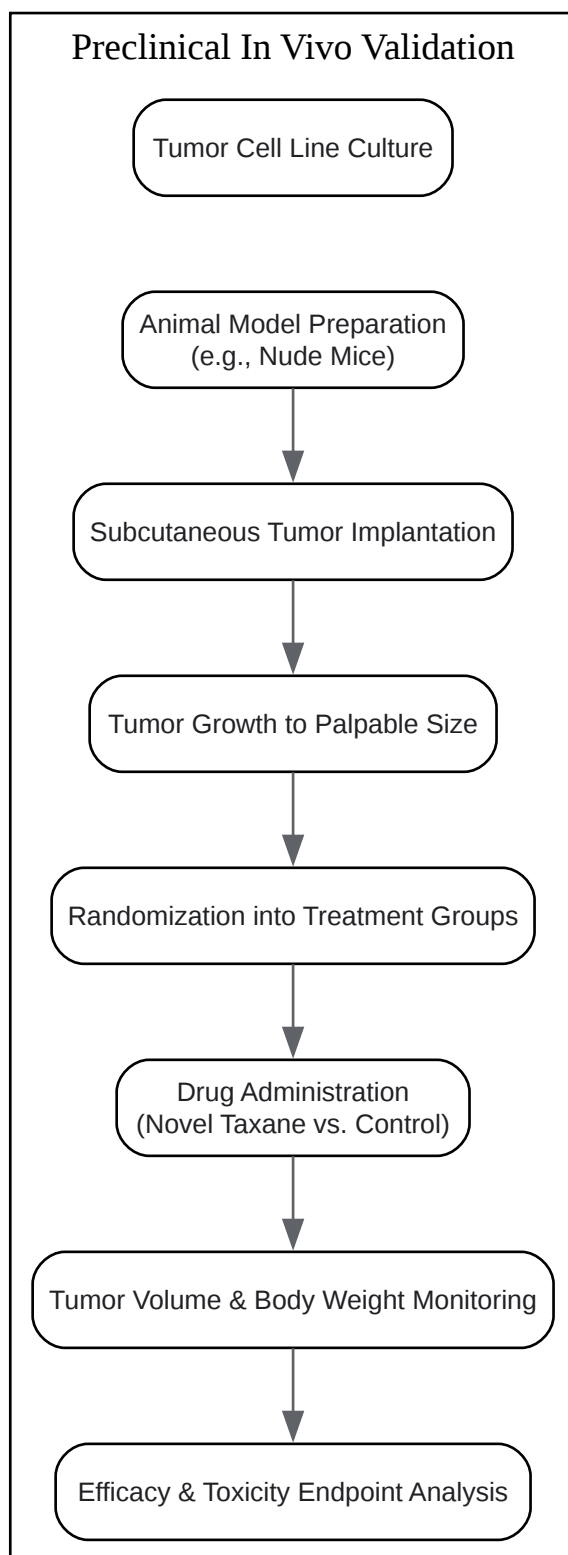 Preclinical In Vivo Validation
Tumor Cell Line Culture
Animal Model Preparation
(e.g., Nude Mice)
Subcutaneous Tumor Implantation
Tumor Growth to Palpable Size
Randomization into Treatment Groups
Drug Administration
(Novel Taxane vs. Control)
Tumor Volume & Body Weight Monitoring
Efficacy & Toxicity Endpoint Analysis